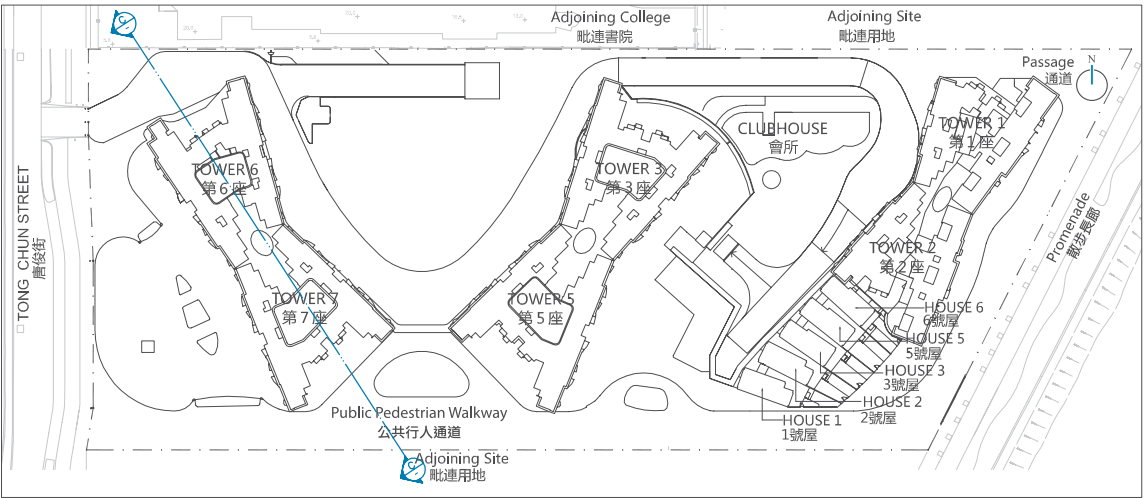 Adjoining College
毗連書院
Adjoining Site
毗連用地
Passage
通道
N
TOWER 1
第1座
CLUBHOUSE
會所
TOWER 6
第6座
TOWER 3
第3座
TONG CHUN STREET
唐俊街
Promenade
散步長廊
TOWER 2
第2座
TOWER 7
第7座
TOWER 5
第5座
HOUSE 6
6號屋
HOUSE 5
5號屋
HOUSE 3
3號屋
HOUSE 2
2號屋
HOUSE 1
1號屋
Public Pedestrian Walkway
公共行人通道
Adjoining Site
毗連用地